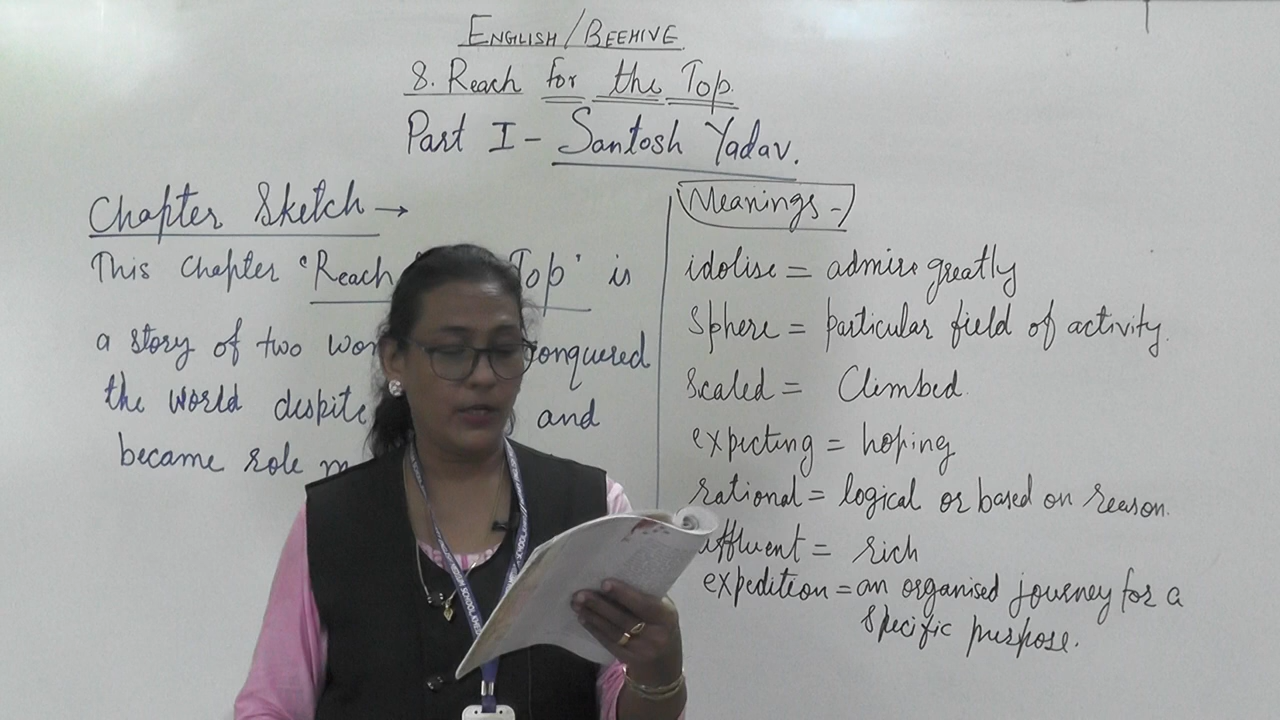 ENGLISH/BEEHIVE
8. Reach for the Top.
Part I - Santosh Yadav.
Chapter Sketch →
This chapter 'Reach Top' is
a story of two conquered
the world despite and
became role
Meanings -
idolise = admire greatly
Sphere = particular field of activity.
Scaled = Climbed.
expecting = hoping
rational = logical or based on reason.
= rich
expedition = an organised journey for a
specific purpose.